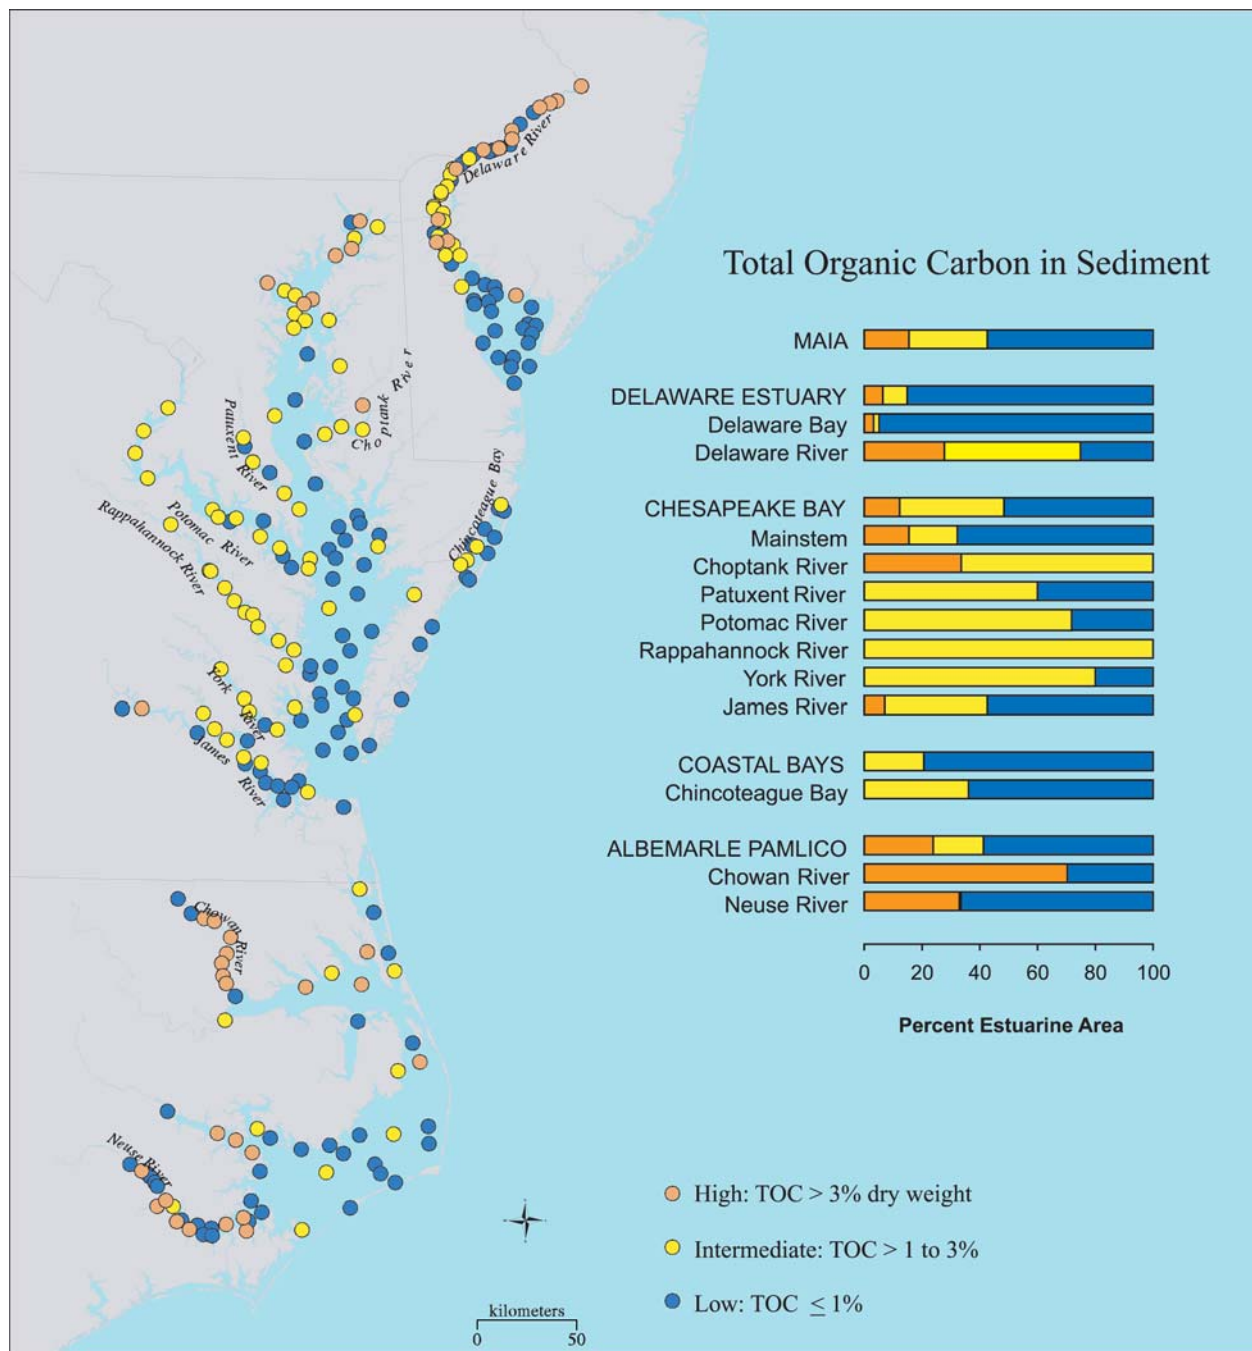 Total Organic Carbon in Sediment
MAIA
DELAWARE ESTUARY
Delaware Bay
Delaware River
CHESAPEAKE BAY
Mainstem
Choptank River
Patuxent River
Potomac River
Rappahannock River
York River
James River
COASTAL BAYS
Chincoteague Bay
ALBEMARLE PAMLICO
Chowan River
Neuse River
0 20 40 60 80 100
Percent Estuarine Area
Delaware River
Choptank River
Patuxent River
Potomac River
Rappahannock River
Chincoteague Bay
York River
James River
Chowan River
Neuse River
High: TOC > 3% dry weight
Intermediate: TOC > 1 to 3%
Low: TOC ≤ 1%
kilometers
0 50